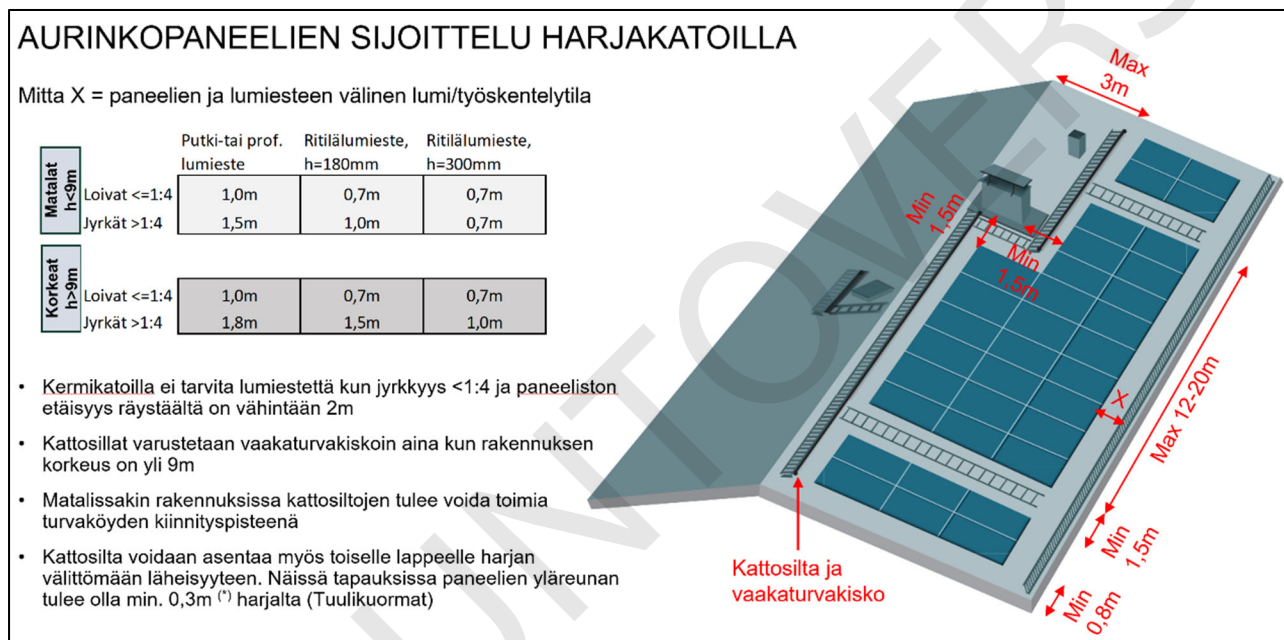 AURINKOPANEELIEN SIJOITTELU HARJAKATOILLA
Mitta X = paneelien ja lumiesteen välinen lumi/työskentelytila
Putki-tai prof. lumieste Ritilälumieste, h=180mm Ritilälumieste, h=300mm
Matalat h<9m
Loivat <=1:4 1,0m 0,7m 0,7m
Jyrkät >1:4 1,5m 1,0m 0,7m
Korkeat h>9m
Loivat <=1:4 1,0m 0,7m 0,7m
Jyrkät >1:4 1,8m 1,5m 1,0m
• Kermikatoilla ei tarvita lumiestettä kun jyrkkyys <1:4 ja paneeliston
etäisyys räystäältä on vähintään 2m
• Kattosillat varustetaan vaakaturvakiskoin aina kun rakennuksen
korkeus on yli 9m
• Matalissakin rakennuksissa kattosiltojen tulee voida toimia
turvaköyden kiinnityspisteenä
• Kattosilta voidaan asentaa myös toiselle lappeelle harjan
välittömään läheisyyteen. Näissä tapauksissa paneelien yläreunan
tulee olla min. 0,3m (*) harjalta (Tuulikuormat)
Max
3m
Min
1,5m
Min
1,5m
X
Max 12-20m
Min
1,5m
Min
0,8m
Kattosilta ja
vaakaturvakisko
UNTOVERS